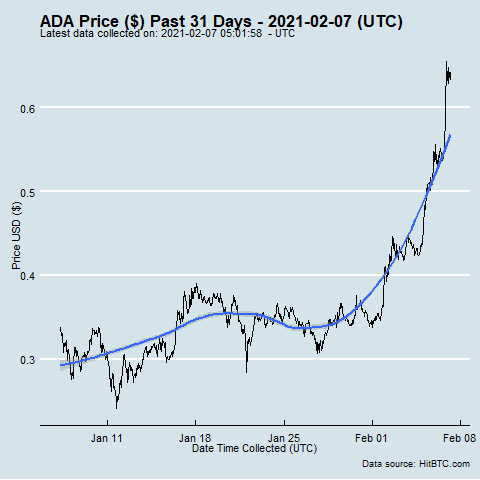 ADA Price ($) Past 31 Days - 2021-02-07 (UTC)
Latest data collected on: 2021-02-07 05:01:58 - UTC
Price USD ($)
0.6
0.5
0.4
0.3
Jan 11
Jan 18
Jan 25
Feb 01
Feb 08
Date Time Collected (UTC)
Data source: HitBTC.com